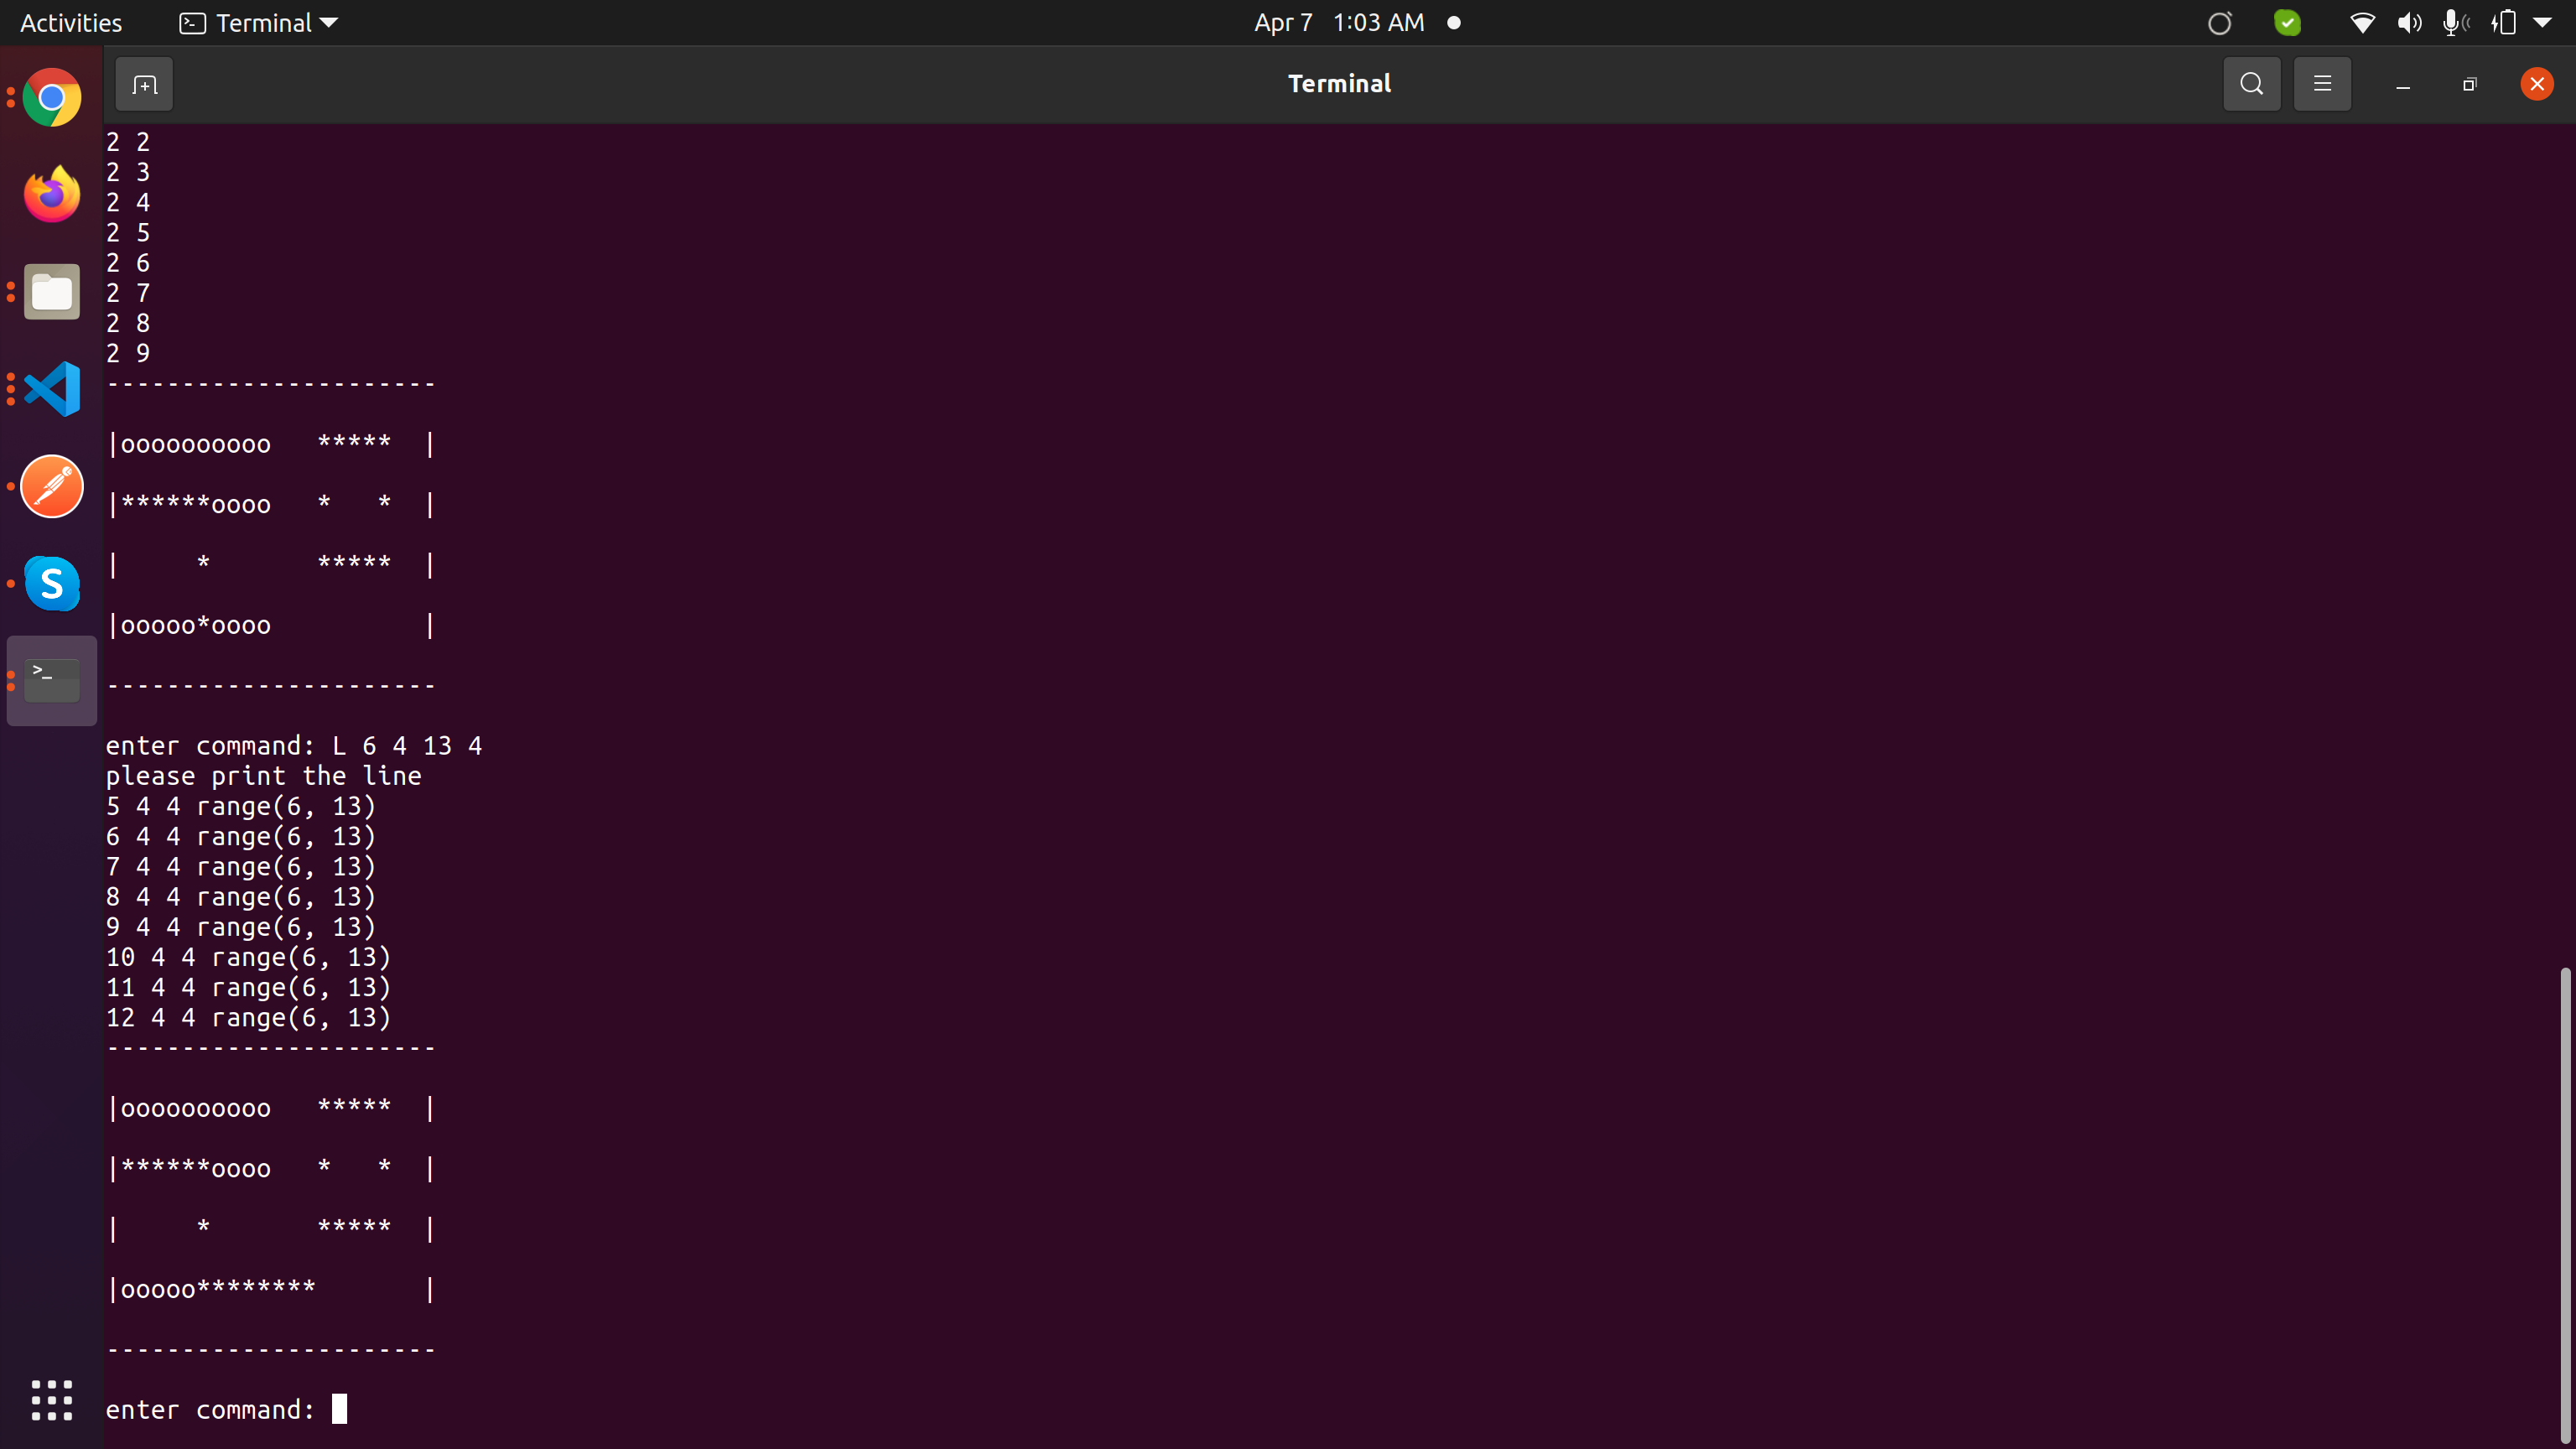 Activities Terminal Apr 7 1:03 AM
Terminal
2 2
2 3
2 4
2 5
2 6
2 7
2 8
2 9
----------------------
|oooooooooo   *****  |
|******oooo   *   *  |
|     *       *****  |
|ooooo*oooo          |
----------------------
enter command: L 6 4 13 4
please print the line
5 4 4 range(6, 13)
6 4 4 range(6, 13)
7 4 4 range(6, 13)
8 4 4 range(6, 13)
9 4 4 range(6, 13)
10 4 4 range(6, 13)
11 4 4 range(6, 13)
12 4 4 range(6, 13)
----------------------
|oooooooooo   *****  |
|******oooo   *   *  |
|     *       *****  |
|ooooo********       |
----------------------
enter command: